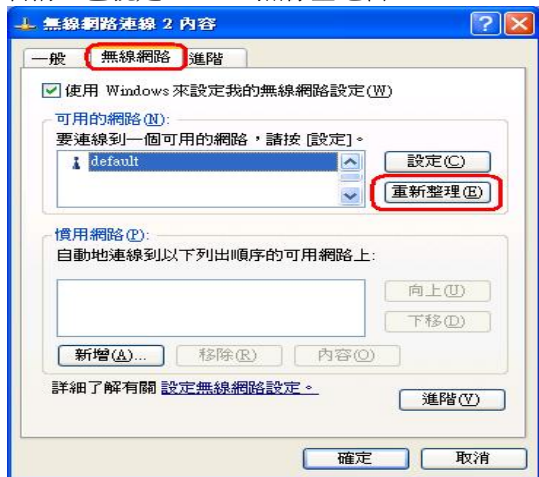 無線網路連線 2 內容
一般 無線網路 進階
使用 Windows 來設定我的無線網路設定(W)
可用的網路(N):
要連線到一個可用的網路，請按 [設定]。
default
設定(C)
重新整理(E)
慣用網路(P):
自動地連線到以下列出順序的可用網路上:
向上(U)
下移(D)
新增(A)... 移除(R) 內容(O)
詳細了解有關 設定無線網路設定。
進階(V)
確定 取消